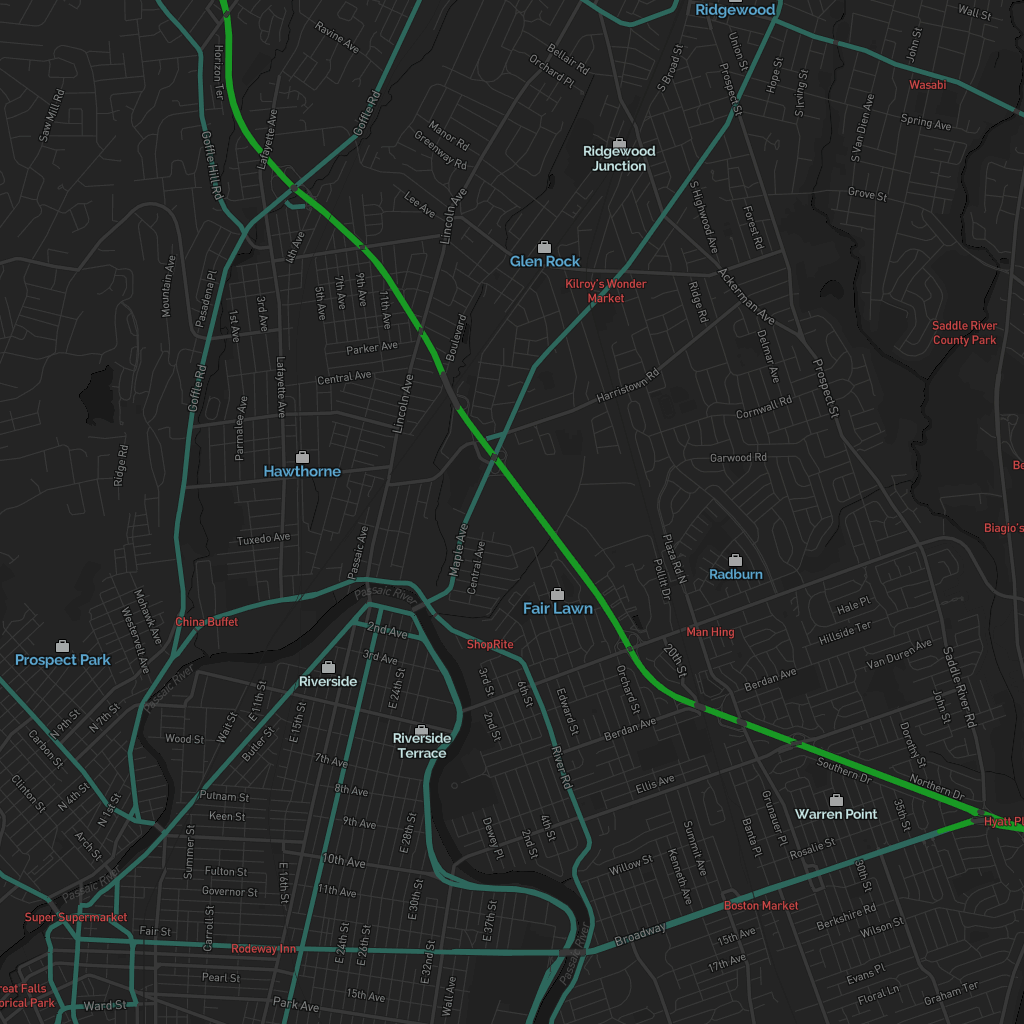 Ridgewood
Wall St
Ravine Ave
John St
Union St
S Broad St
Bellair Rd
Horizon Ter
Orchard Pl
Hope St
S Irving St
Prospect St
Wasabi
Saw Mill Rd
Goffle Rd
Spring Ave
S Van Dien Ave
Manor Rd
Lafayette Ave
Greenway Rd
Ridgewood
Junction
Goffle Hill Rd
Grove St
Lee Ave
Lincoln Ave
S Highwood Ave
Forest Rd
4th Ave
Glen Rock
Mountain Ave
Pasadena Pl
Kilroy's Wonder
Market
Ackerman Ave
7th Ave
9th Ave
5th Ave
11th Ave
3rd Ave
1st Ave
Ridge Rd
Boulevard
Saddle River
County Park
Parker Ave
Delmar Ave
Central Ave
Lafayette Ave
Goffle Rd
Prospect St
Harristown Rd
Lincoln Ave
Parmalee Ave
Cornwall Rd
Garwood Rd
Ridge Rd
Hawthorne
Be
Biagio's
Tuxedo Ave
Passaic Ave
Maple Ave
Central Ave
Plaza Rd N
Pollitt Dr
Radburn
Passaic River
Fair Lawn
Hale Pl
Mohawk Ave
Westervelt Ave
China Buffet
2nd Ave
ShopRite
Man Hing
Hillside Ter
Prospect Park
3rd Ave
Van Duren Ave
20th St
Riverside
Passaic River
Berdan Ave
Saddle River Rd
3rd St
6th St
Orchard St
E 24th St
E 11th St
Edward St
N 9th St
N 7th St
E 15th St
Wait St
2nd St
Berdan Ave
John St
Wood St
Butler St
Riverside
Terrace
Dorothy St
Carbon St
7th Ave
River Rd
Southern Dr
Northern Dr
Clinton St
N 4th St
8th Ave
Ellis Ave
Putnam St
Keen St
N 1st St
9th Ave
Warren Point
Grunauer Pl
35th St
Hyatt Pl
Arch St
Summer St
E 28th St
Dewey Pl
2nd St
4th St
Banta Pl
Summit Ave
Rosalie St
10th Ave
Willow St
Kenneth Ave
Fulton St
30th St
Passaic River
Governor St
E 16th St
11th Ave
Boston Market
Super Supermarket
Carroll St
E 30th St
E 37th St
Berkshire Rd
Wilson St
Fair St
Rodeway Inn
E 24th St
E 26th St
Broadway
15th Ave
Passaic River
17th Ave
E 32nd St
Pearl St
Evans Pl
Floral Ln
Graham Ter
reat Falls
orical Park
15th Ave
Wall Ave
Ward St
Park Ave